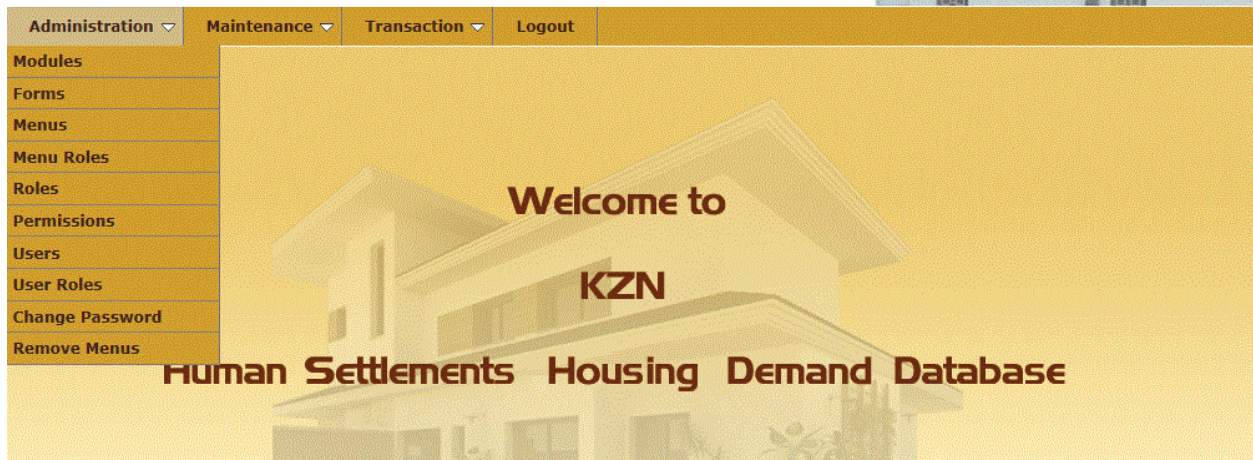 Administration Maintenance Transaction Logout
Modules
Forms
Menus
Menu Roles
Roles
Permissions
Users
User Roles
Change Password
Remove Menus
Welcome to
KZN
Human Settlements Housing Demand Database